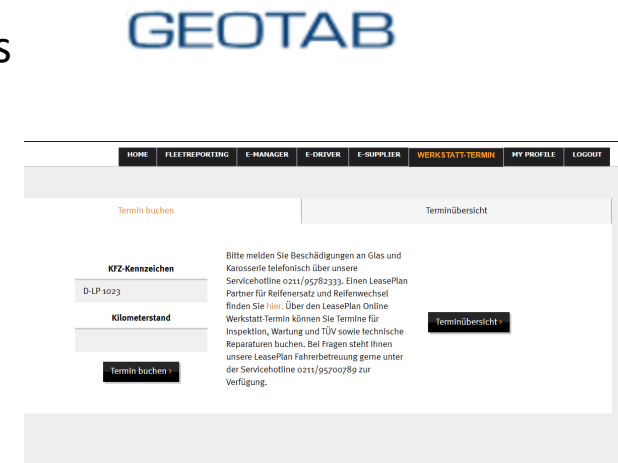 s
GEOTAB
HOME FLEETREPORTING E-MANAGER E-DRIVER E-SUPPLIER WERKSTATT-TERMIN MY PROFILE LOGOUT
Termin buchen
Terminübersicht
KFZ-Kennzeichen
D-LP 1023
Kilometerstand
Termin buchen ›
Bitte melden Sie Beschädigungen an Glas und
Karosserie telefonisch über unsere
Servicehotline 0211/95782333. Einen LeasePlan
Partner für Reifenersatz und Reifenwechsel
finden Sie hier. Über den LeasePlan Online
Werkstatt-Termin können Sie Termine für
Inspektion, Wartung und TÜV sowie technische
Reparaturen buchen. Bei Fragen steht Ihnen
unsere LeasePlan Fahrerbetreuung gerne unter
der Servicehotline 0211/95700789 zur
Verfügung.
Terminübersicht ›